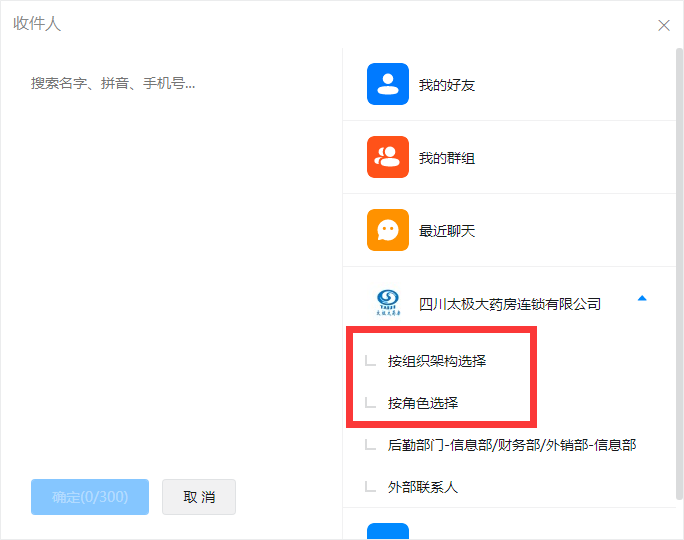 收件人
搜索名字、拼音、手机号...
我的好友
我的群组
最近聊天
四川太极大药房连锁有限公司
按组织架构选择
按角色选择
后勤部门-信息部/财务部/外销部-信息部
外部联系人
确定(0/300)
取 消